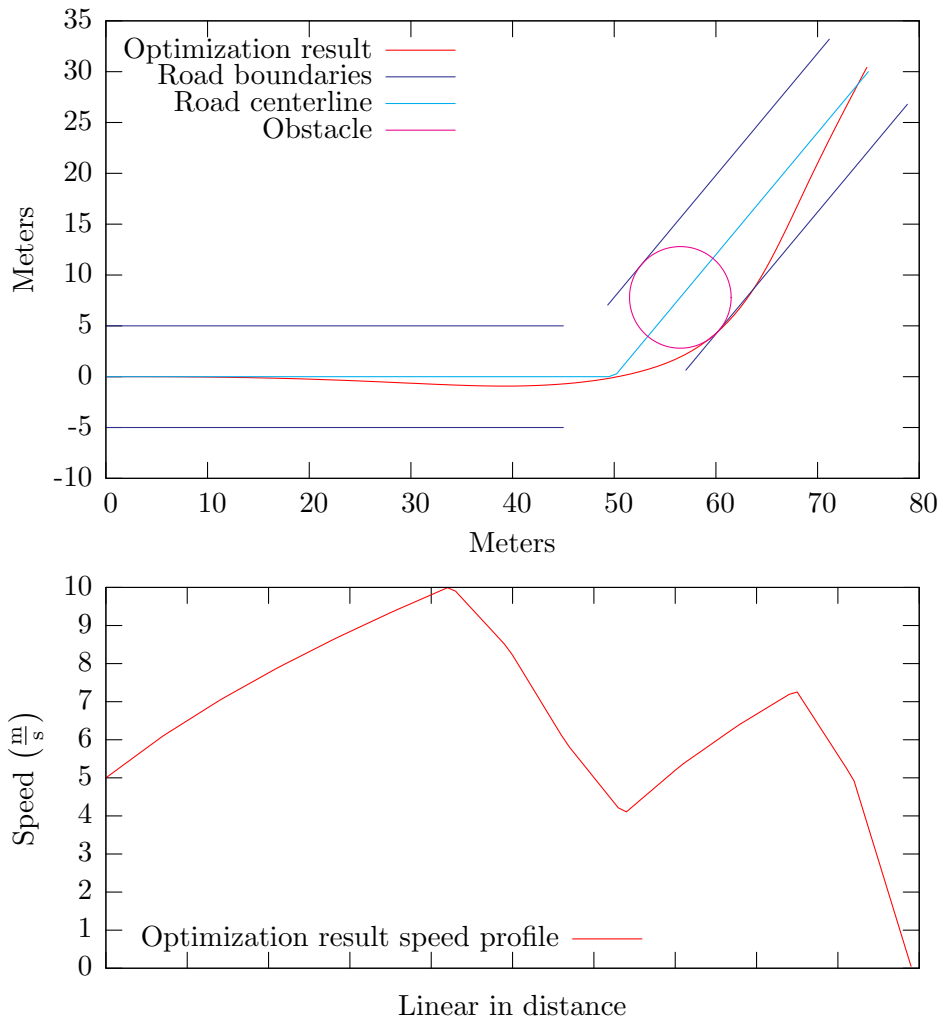 35
30
25
20
15
10
5
0
-5
-10
Meters
Optimization result
Road boundaries
Road centerline
Obstacle
0 10 20 30 40 50 60 70 80
Meters
10
9
8
7
6
5
4
3
2
1
0
Speed (m/s)
Optimization result speed profile
Linear in distance